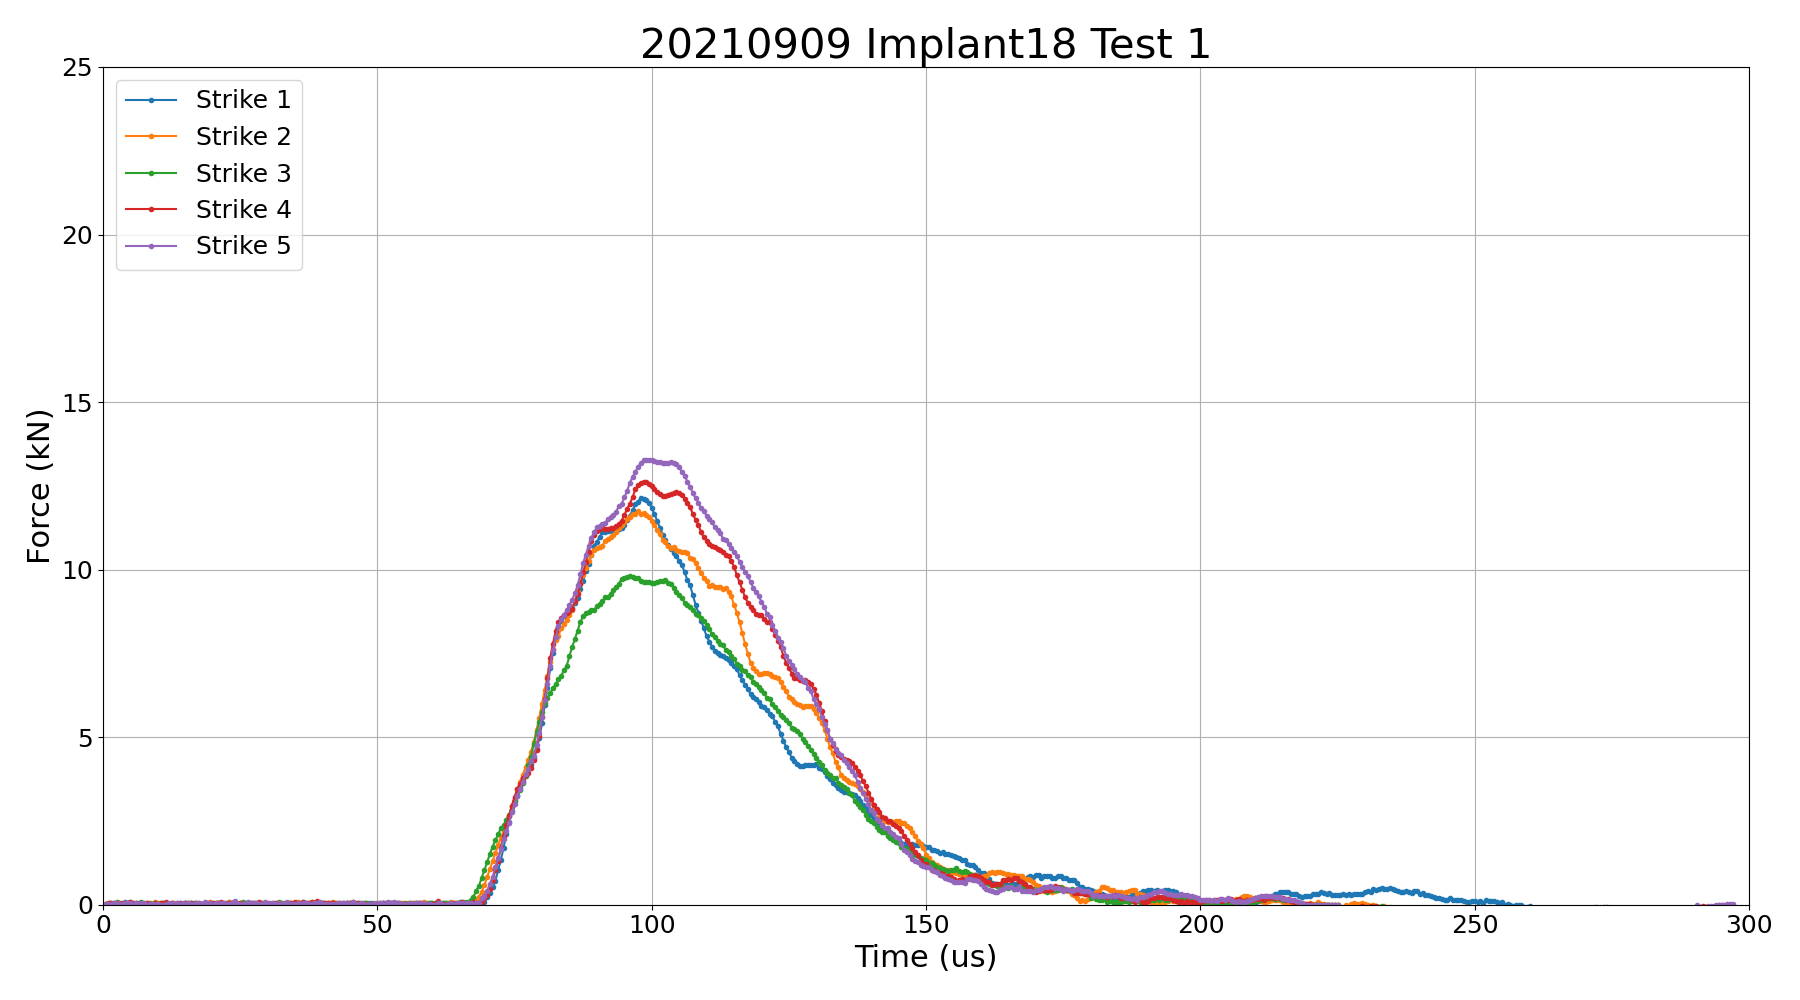 20210909 Implant18 Test 1
25
20
15
10
5
0
Force (kN)
Strike 1
Strike 2
Strike 3
Strike 4
Strike 5
0 50 100 150 200 250 300
Time (us)